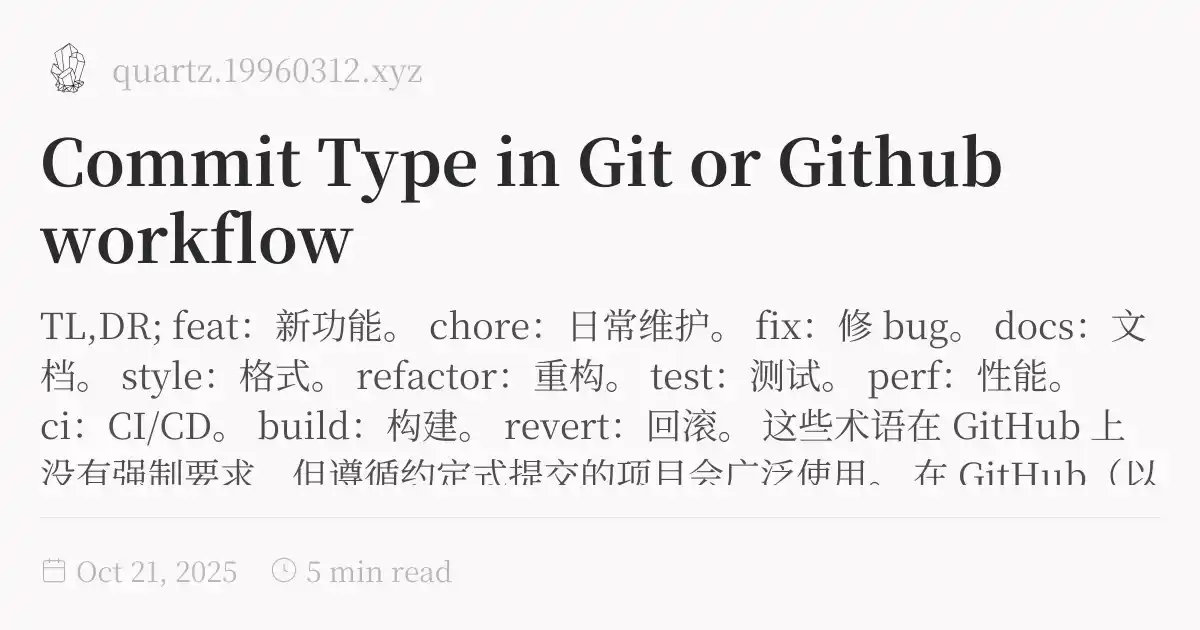 quartz.19960312.xyz
Commit Type in Git or Github
workflow
TL,DR; feat：新功能。 chore：日常维护。 fix：修 bug。 docs：文
档。 style：格式。 refactor：重构。 test：测试。 perf：性能。
ci：CI/CD。 build：构建。 revert：回滚。 这些术语在 GitHub 上
没有强制要求，但遵循约定式提交的项目会广泛使用。 在 GitHub（以
Oct 21, 2025 5 min read